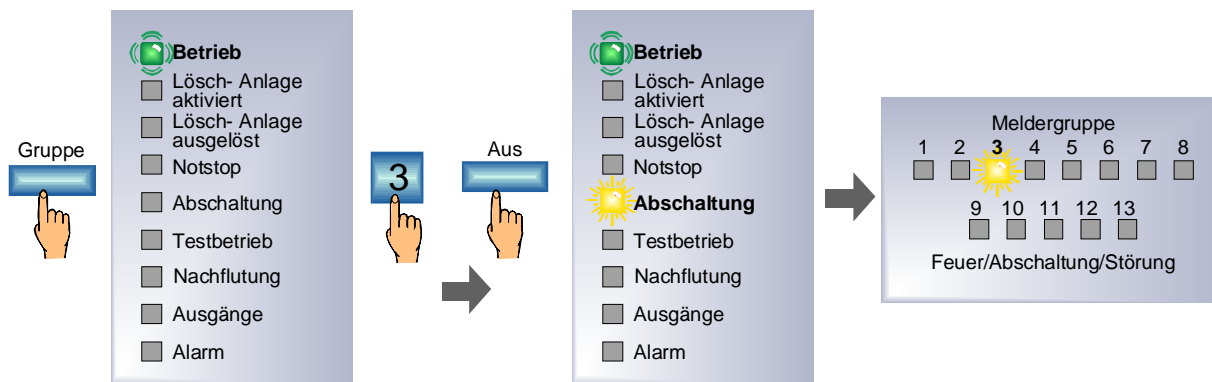 Gruppe
Betrieb
Lösch- Anlage
aktiviert
Lösch- Anlage
ausgelöst
Notstop
Abschaltung
Testbetrieb
Nachflutung
Ausgänge
Alarm
3
Aus
Betrieb
Lösch- Anlage
aktiviert
Lösch- Anlage
ausgelöst
Notstop
Abschaltung
Testbetrieb
Nachflutung
Ausgänge
Alarm
Meldergruppe
1 2 3 4 5 6 7 8
9 10 11 12 13
Feuer/Abschaltung/Störung